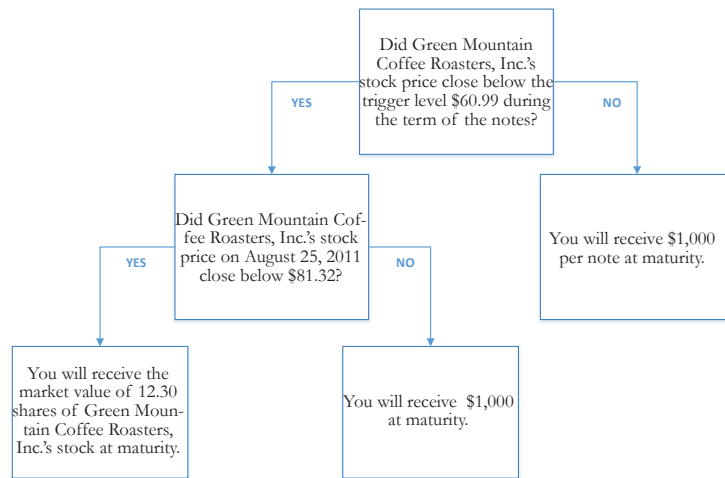 Did Green Mountain
Coffee Roasters, Inc.'s
stock price close below the
trigger level $60.99 during
the term of the notes?
YES
NO
Did Green Mountain Cof-
fee Roasters, Inc.'s stock
price on August 25, 2011
close below $81.32?
You will receive $1,000
per note at maturity.
YES
NO
You will receive the
market value of 12.30
shares of Green Moun-
tain Coffee Roasters,
Inc.'s stock at maturity.
You will receive $1,000
at maturity.